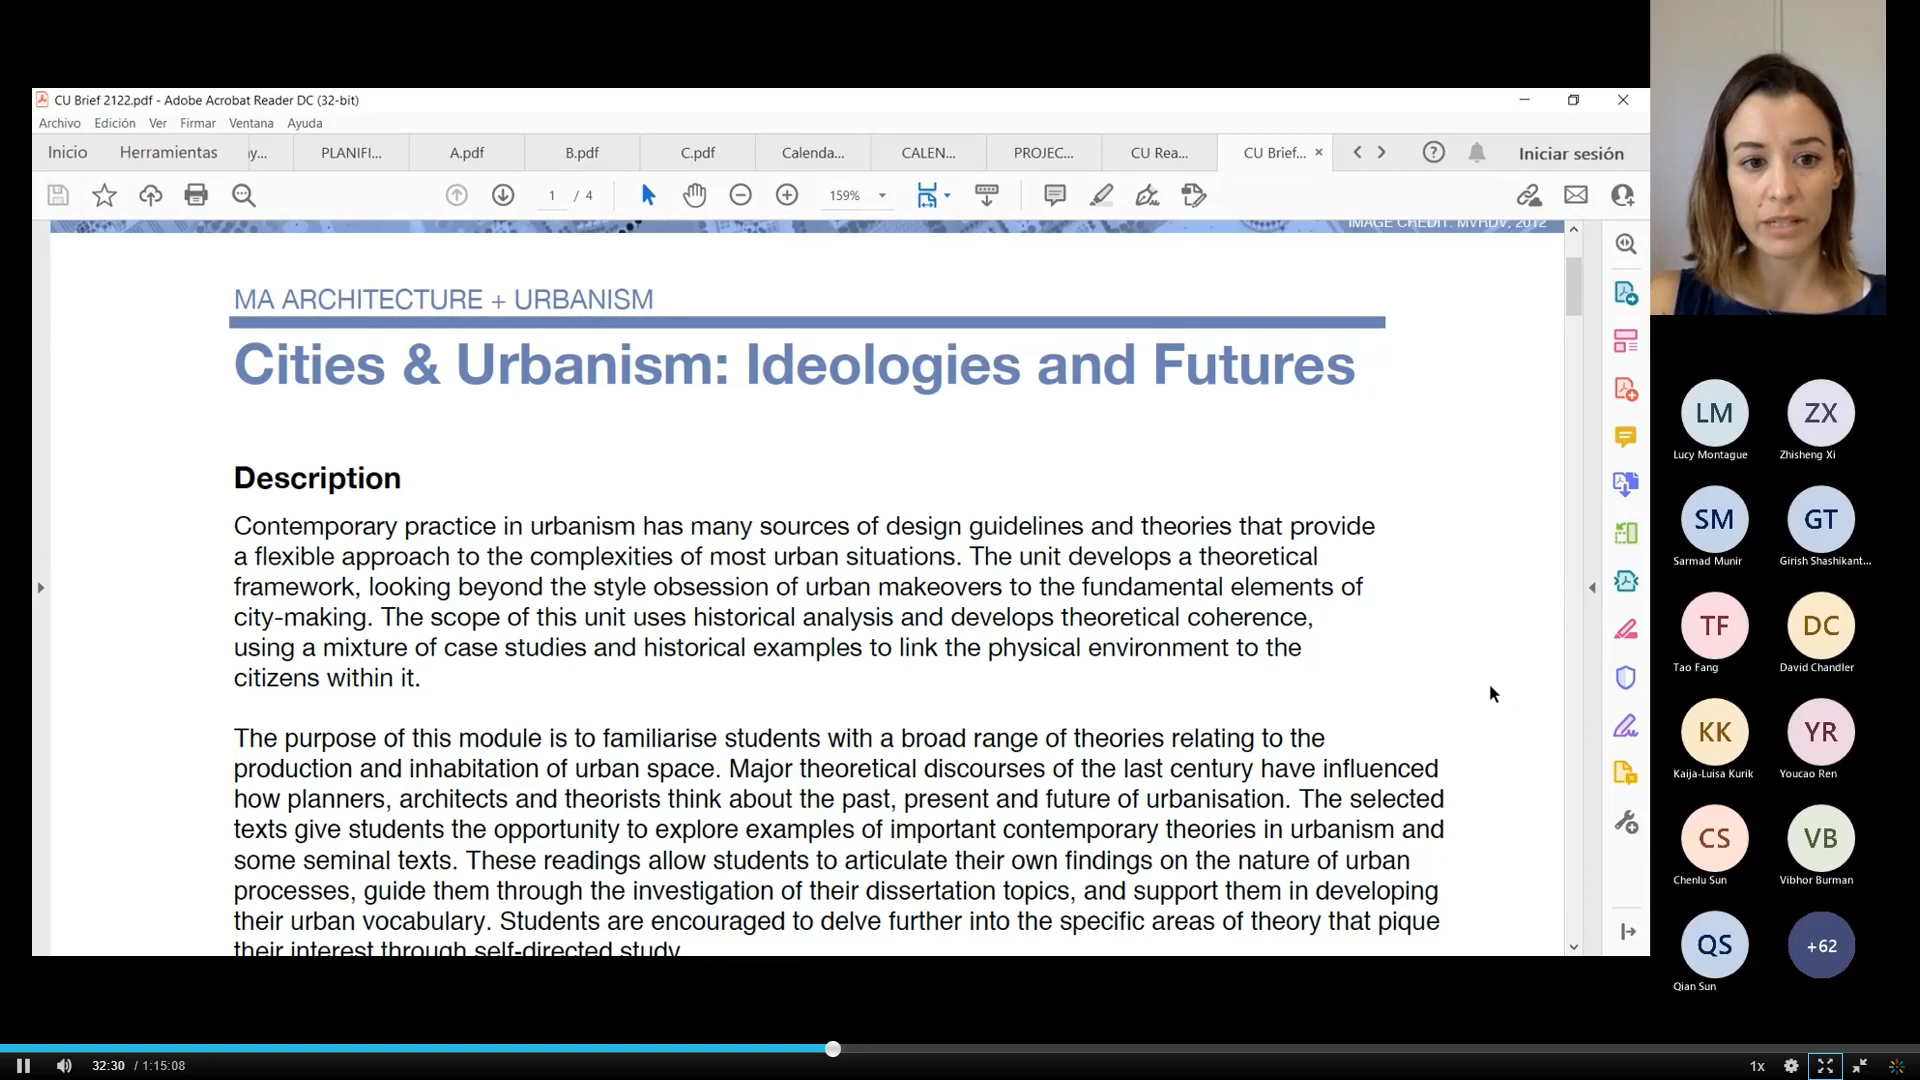 CU Brief 2122.pdf - Adobe Acrobat Reader DC (32-bit)
Archivo Edición Ver Firmar Ventana Ayuda
Inicio Herramientas y... PLANIFI... A.pdf B.pdf C.pdf Calenda... CALEN... PROJEC... CU Rea... CU Brief... × Iniciar sesión
1 / 4 159%
IMAGE CREDIT: MVRDV, 2012
MA ARCHITECTURE + URBANISM
Cities & Urbanism: Ideologies and Futures
Description
Contemporary practice in urbanism has many sources of design guidelines and theories that provide
a flexible approach to the complexities of most urban situations. The unit develops a theoretical
framework, looking beyond the style obsession of urban makeovers to the fundamental elements of
city-making. The scope of this unit uses historical analysis and develops theoretical coherence,
using a mixture of case studies and historical examples to link the physical environment to the
citizens within it.
The purpose of this module is to familiarise students with a broad range of theories relating to the
production and inhabitation of urban space. Major theoretical discourses of the last century have influenced
how planners, architects and theorists think about the past, present and future of urbanisation. The selected
texts give students the opportunity to explore examples of important contemporary theories in urbanism and
some seminal texts. These readings allow students to articulate their own findings on the nature of urban
processes, guide them through the investigation of their dissertation topics, and support them in developing
their urban vocabulary. Students are encouraged to delve further into the specific areas of theory that pique
their interest through self-directed study.
LM ZX
Lucy Montague Zhisheng Xi
SM GT
Sarmad Munir Girish Shashikant...
TF DC
Tao Fang David Chandler
KK YR
Kaija-Luisa Kurik Youcao Ren
CS VB
Chenlu Sun Vibhor Burman
QS +62
Qian Sun
32:30 / 1:15:08 1x